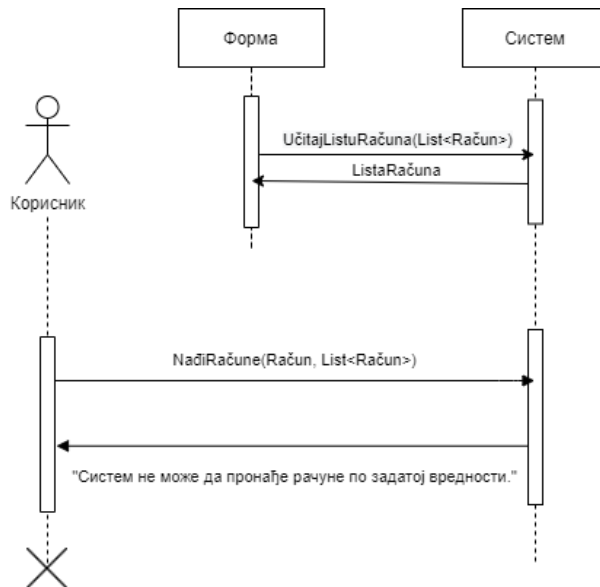 Форма
Систем
UčitajListuRačuna(List<Račun>)
ListaRačuna
Корисник
NađiRačune(Račun, List<Račun>)
"Систем не може да пронађе рачуне по задатој вредности."